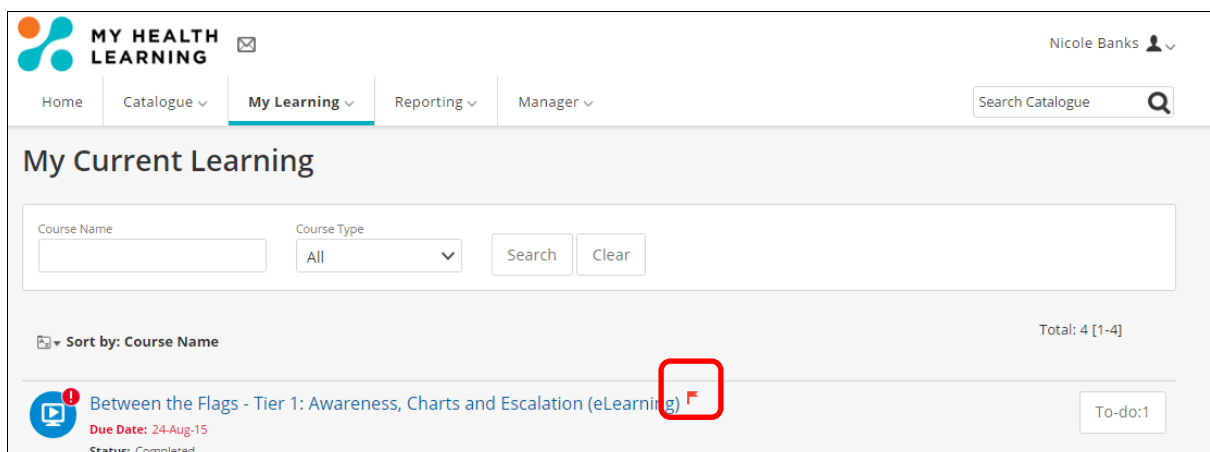 MY HEALTH
LEARNING
Nicole Banks
Home Catalogue My Learning Reporting Manager Search Catalogue
My Current Learning
Course Name Course Type
All Search Clear
Sort by: Course Name Total: 4 [1-4]
Between the Flags - Tier 1: Awareness, Charts and Escalation (eLearning) To-do:1
Due Date: 24-Aug-15
Status: Completed